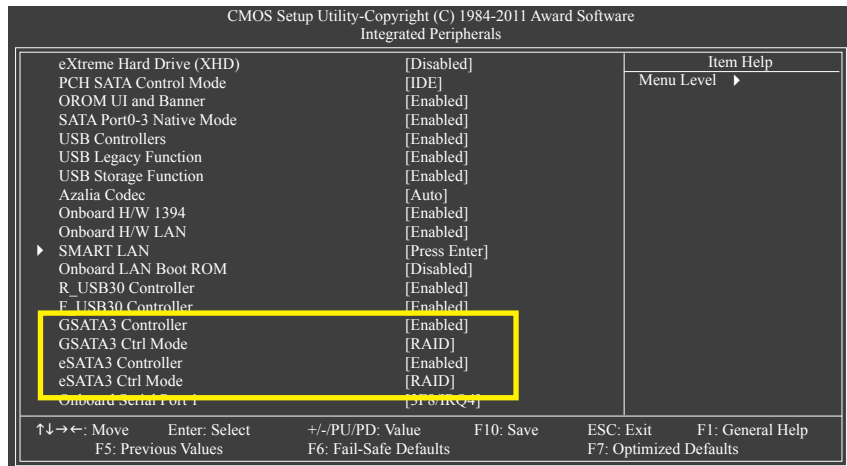 CMOS Setup Utility-Copyright (C) 1984-2011 Award Software
Integrated Peripherals
eXtreme Hard Drive (XHD) [Disabled]
PCH SATA Control Mode [IDE]
OROM UI and Banner [Enabled]
SATA Port0-3 Native Mode [Enabled]
USB Controllers [Enabled]
USB Legacy Function [Enabled]
USB Storage Function [Enabled]
Azalia Codec [Auto]
Onboard H/W 1394 [Enabled]
Onboard H/W LAN [Enabled]
SMART LAN [Press Enter]
Onboard LAN Boot ROM [Disabled]
R_USB30 Controller [Enabled]
F_USB30 Controller [Enabled]
GSATA3 Controller [Enabled]
GSATA3 Ctrl Mode [RAID]
eSATA3 Controller [Enabled]
eSATA3 Ctrl Mode [RAID]
Onboard Serial Port 1 [3F8/IRQ4]
Item Help
Menu Level ▶
↑↓→←: Move Enter: Select +/-/PU/PD: Value F10: Save ESC: Exit F1: General Help
F5: Previous Values F6: Fail-Safe Defaults F7: Optimized Defaults